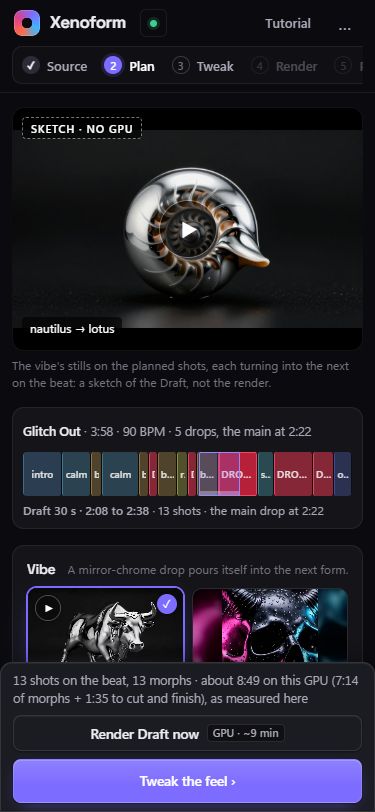 Xenoform
Tutorial
...
✓ Source
2 Plan
3 Tweak
4 Render
5
SKETCH · NO GPU
nautilus → lotus
The vibe's stills on the planned shots, each turning into the next
on the beat: a sketch of the Draft, not the render.
Glitch Out · 3:58 · 90 BPM · 5 drops, the main at 2:22
intro calm b calm b b... r. b... DRO... s.. DRO... D... o..
Draft 30 s · 2:08 to 2:38 · 13 shots · the main drop at 2:22
Vibe A mirror-chrome drop pours itself into the next form.
13 shots on the beat, 13 morphs · about 8:49 on this GPU (7:14
of morphs + 1:35 to cut and finish), as measured here
Render Draft now GPU · ~9 min
Tweak the feel ›